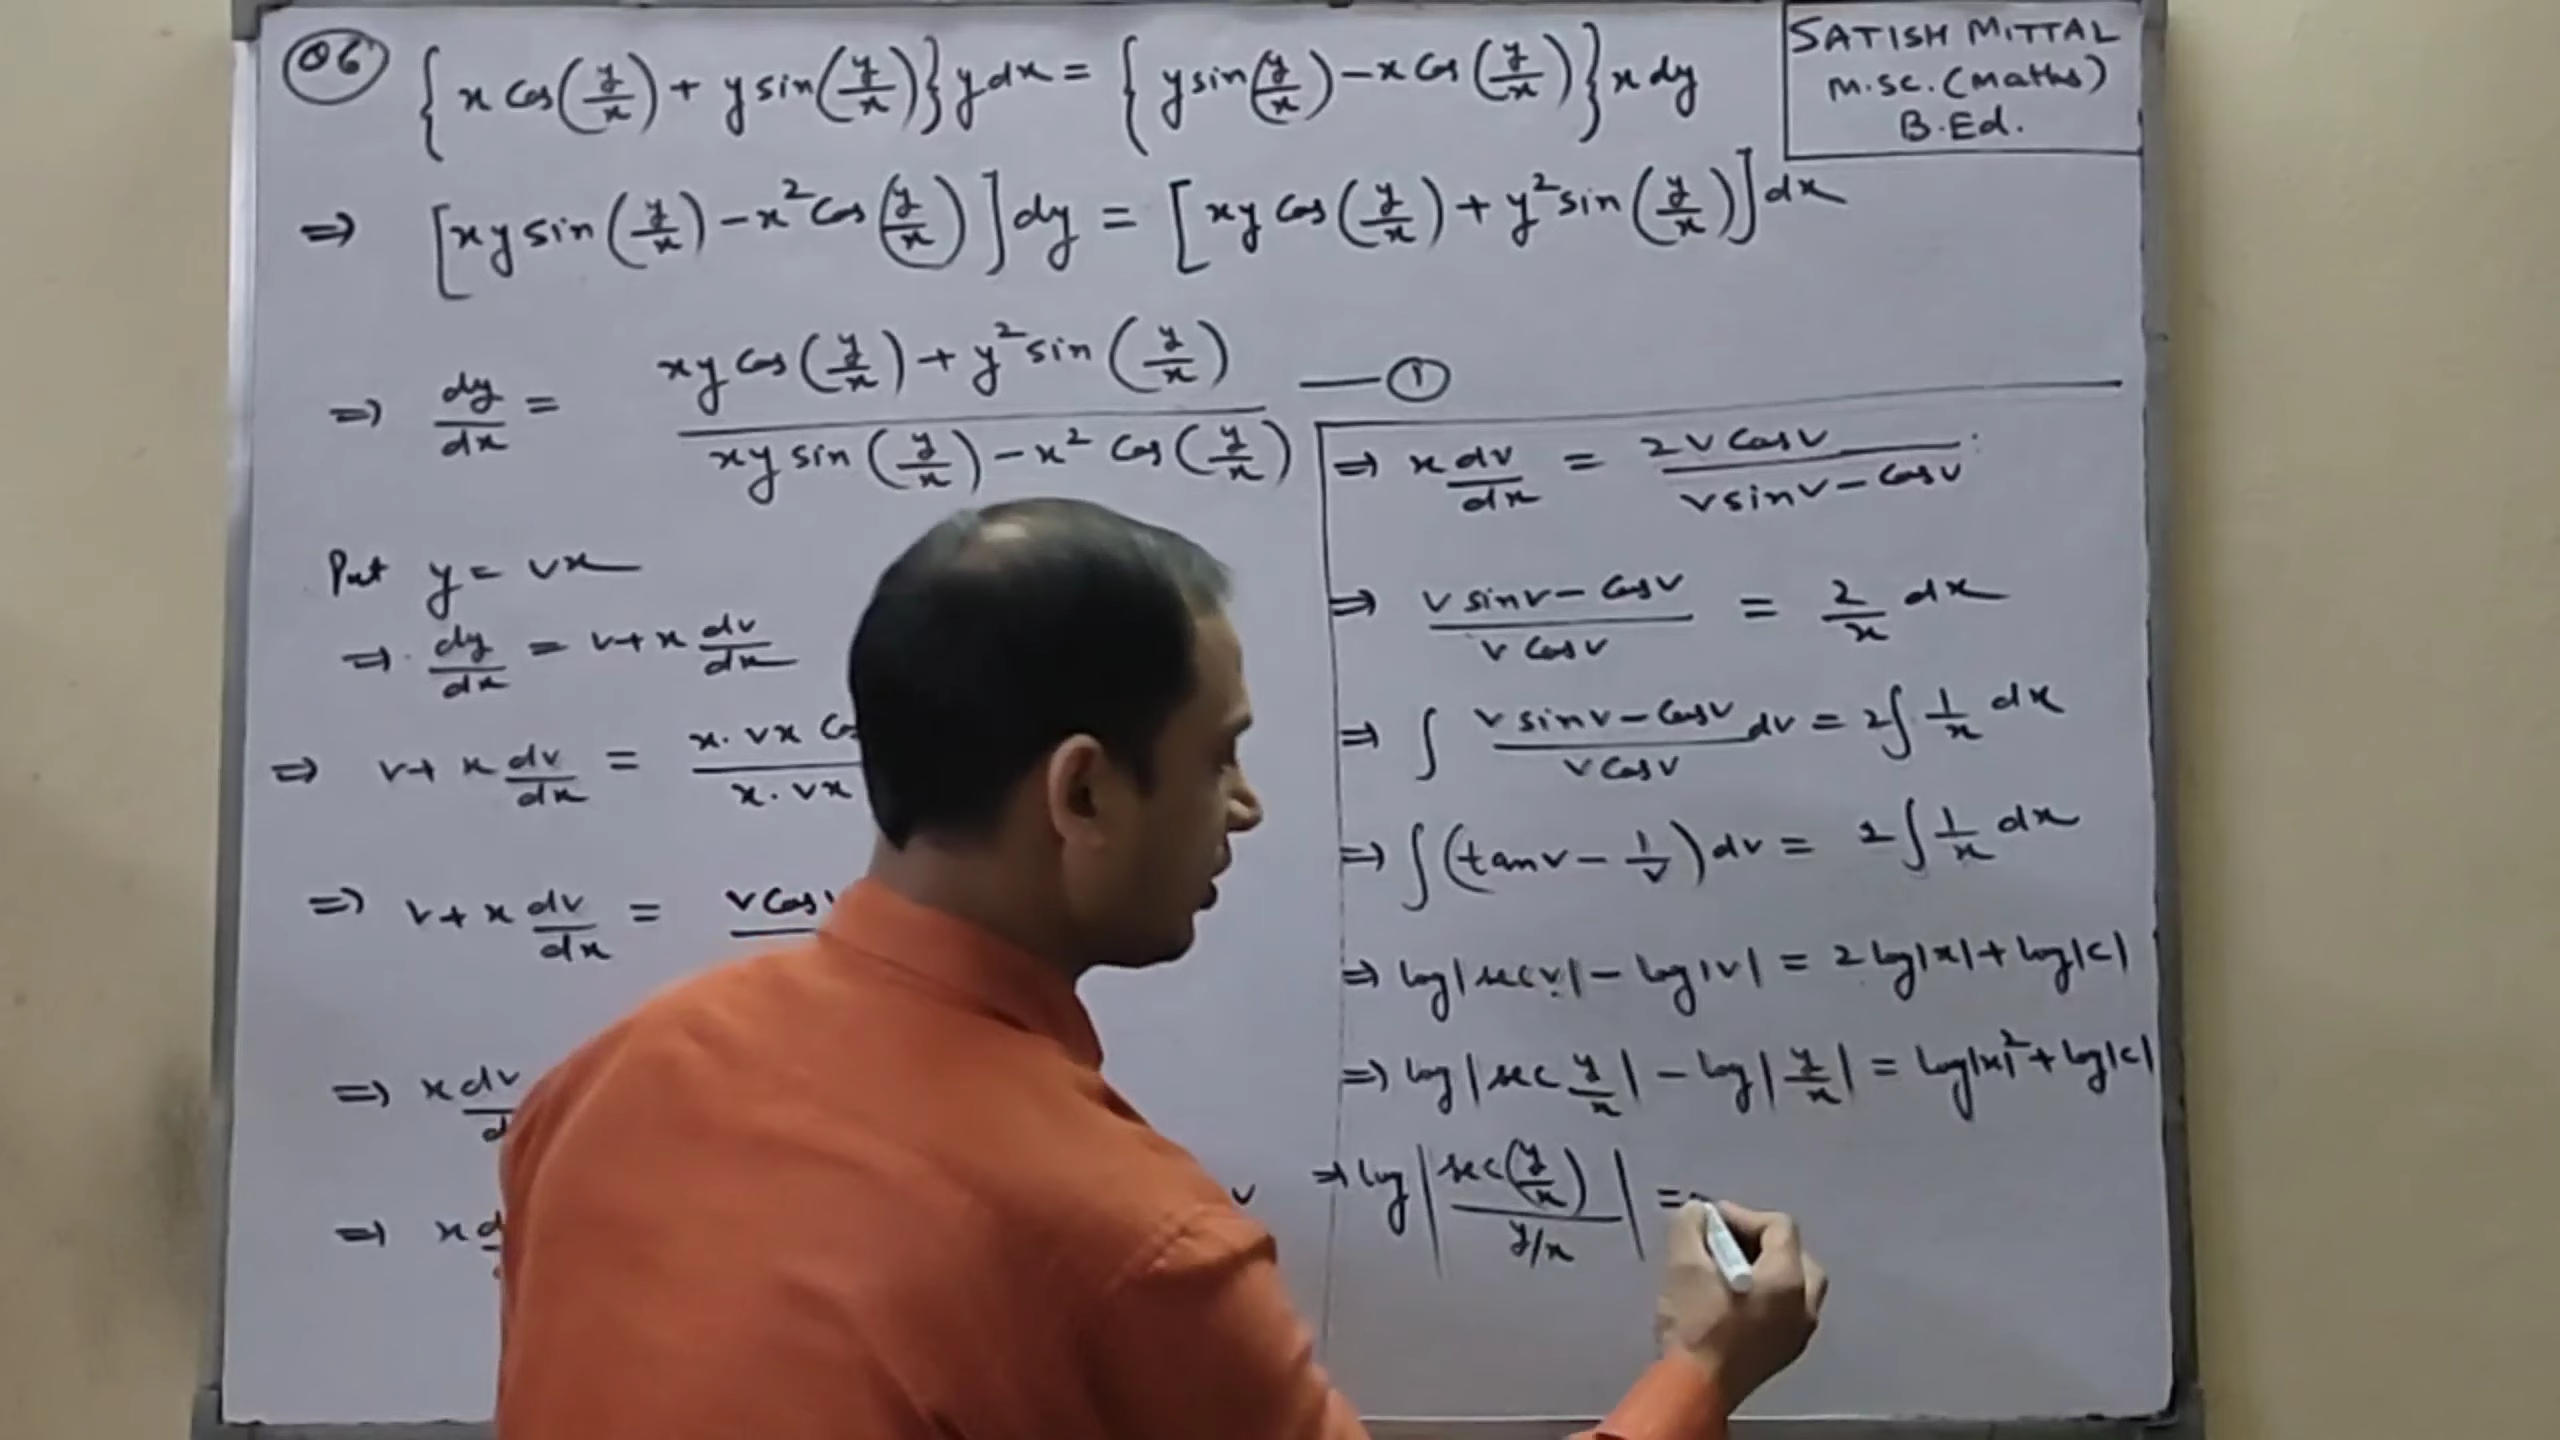 Q6 { x cos(y/x) + y sin(y/x) } y dx = { y sin(y/x) - x cos(y/x) } x dy
SATISH MITTAL
M.Sc. (Maths)
B.Ed.
⇒ [ xy sin(y/x) - x² cos(y/x) ] dy = [ xy cos(y/x) + y² sin(y/x) ] dx
⇒ dy/dx = (xy cos(y/x) + y² sin(y/x)) / (xy sin(y/x) - x² cos(y/x)) — ①
Put y = vx
⇒ dy/dx = v + x dv/dx
⇒ v + x dv/dx = x. vx / x. vx
⇒ v + x dv/dx =
⇒ x dv
⇒ x
v
⇒ x dv/dx = 2v cos v / (v sin v - cos v)
⇒ (v sin v - cos v) / (v cos v) = 2/x dx
⇒ ∫ (v sin v - cos v) / (v cos v) dv = 2∫ 1/x dx
⇒ ∫ (tan v - 1/v) dv = 2 ∫ 1/x dx
⇒ log|sec v| - log|v| = 2 log|x| + log|c|
⇒ log|sec y/x| - log|y/x| = log|x|² + log|c|
⇒ log| sec(y/x) / y/x | =